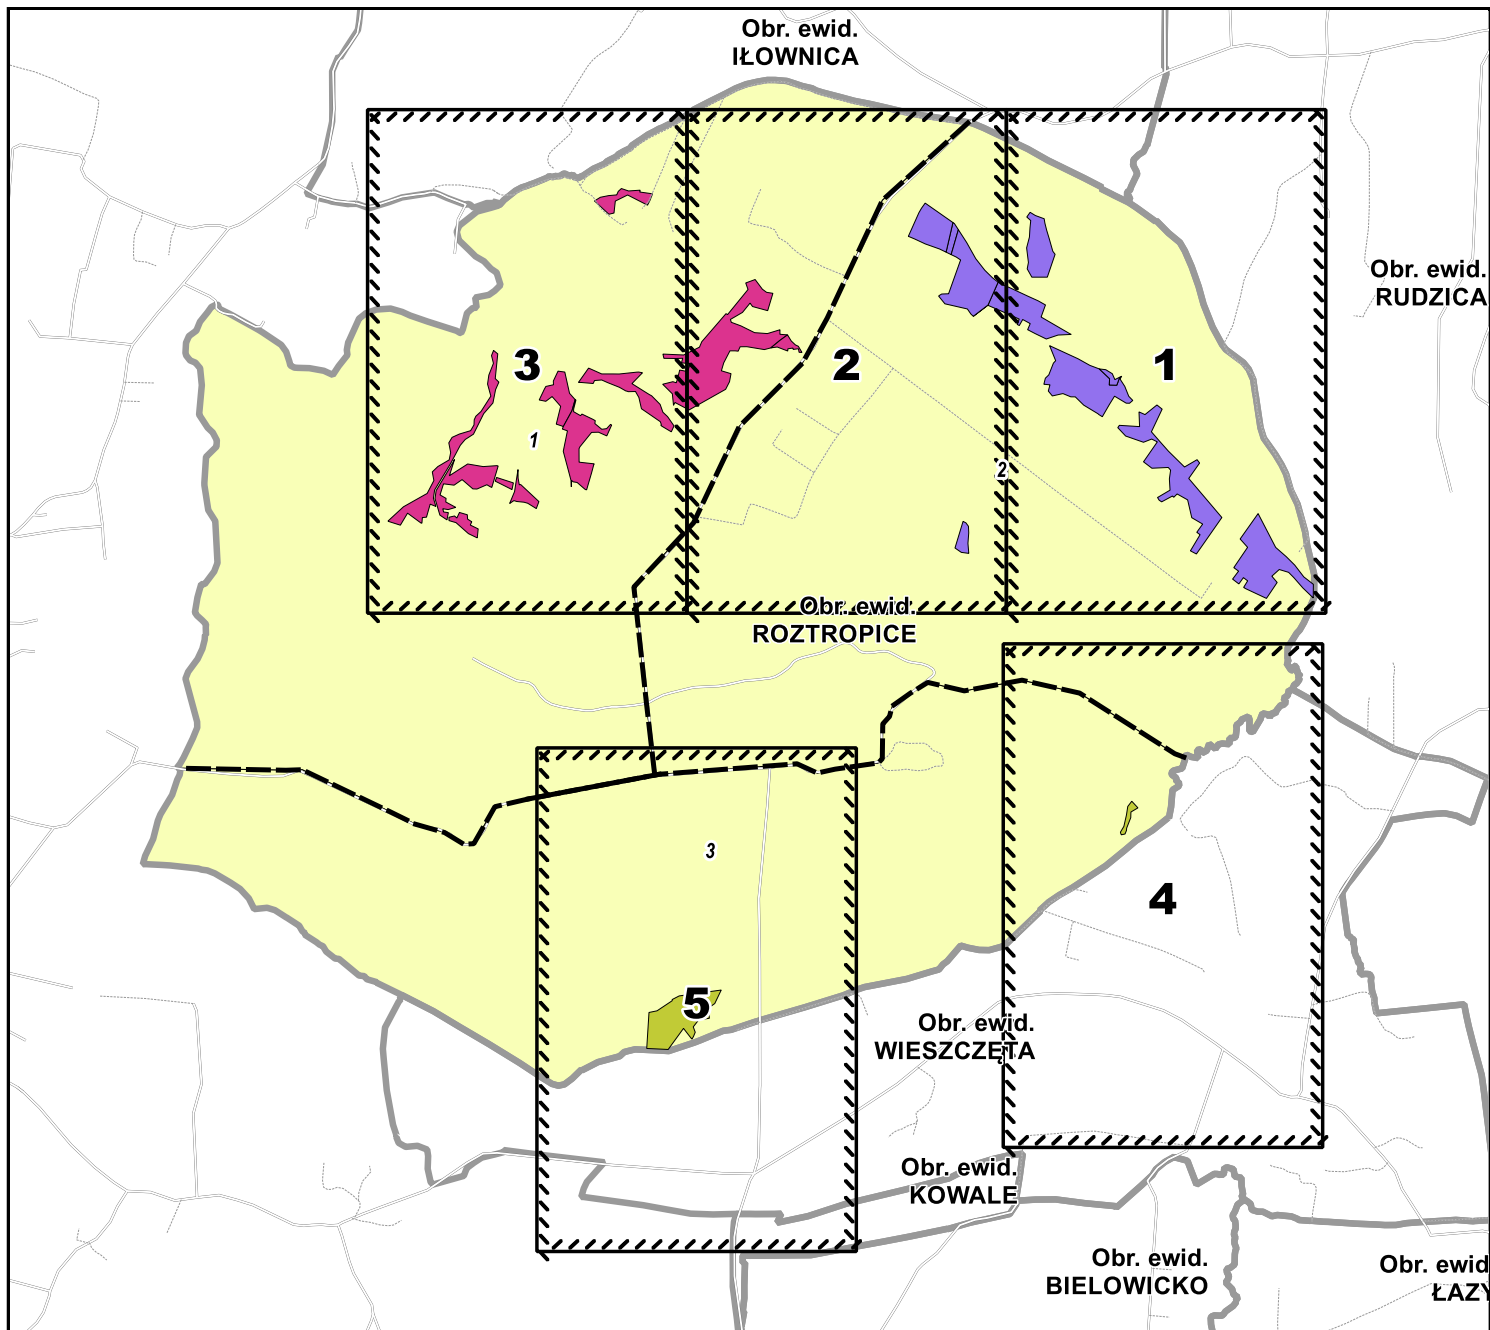 Obr. ewid.
IŁOWNICA
Obr. ewid.
RUDZICA
3
2
1
1
2
Obr. ewid.
ROZTROPICE
3
4
5
Obr. ewid.
WIESZCZĘTA
Obr. ewid.
KOWALE
Obr. ewid.
BIELOWICKO
Obr. ewid
ŁAZY